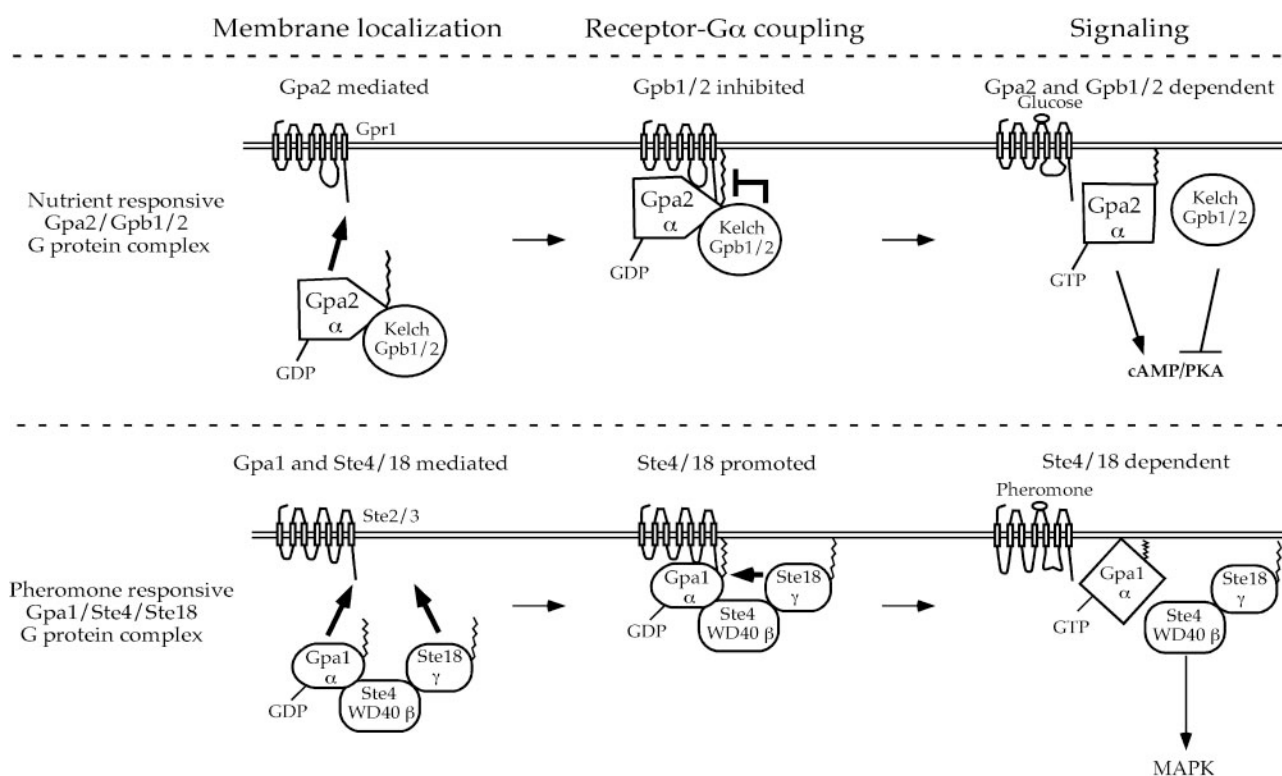 Membrane localization
Receptor-Gα coupling
Signaling
Gpa2 mediated
Gpb1/2 inhibited
Gpa2 and Gpb1/2 dependent
Glucose
Gpr1
Nutrient responsive
Gpa2/Gpb1/2
G protein complex
Gpa2
α
Kelch
Gpb1/2
GDP
Gpa2
α
Kelch
Gpb1/2
GDP
Gpa2
α
Kelch
Gpb1/2
GTP
cAMP/PKA
Gpa1 and Ste4/18 mediated
Ste4/18 promoted
Ste4/18 dependent
Pheromone
Ste2/3
Pheromone responsive
Gpa1/Ste4/Ste18
G protein complex
Gpa1
α
Ste18
γ
Ste4
WD40 β
GDP
Gpa1
α
Ste18
γ
Ste4
WD40 β
GDP
Gpa1
α
Ste18
γ
Ste4
WD40 β
GTP
MAPK